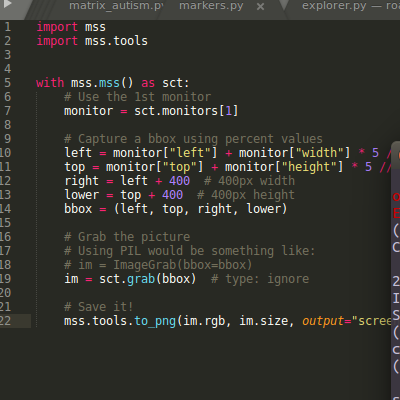 matrix_autism.py markers.py × explorer.py — roa
1 import mss
2 import mss.tools
3
4
5 with mss.mss() as sct:
6 # Use the 1st monitor
7 monitor = sct.monitors[1]
8
9 # Capture a bbox using percent values
10 left = monitor["left"] + monitor["width"] * 5 //
11 top = monitor["top"] + monitor["height"] * 5 //
12 right = left + 400 # 400px width
13 lower = top + 400 # 400px height
14 bbox = (left, top, right, lower)
15
16 # Grab the picture
17 # Using PIL would be something like:
18 # im = ImageGrab(bbox=bbox)
19 im = sct.grab(bbox) # type: ignore
20
21 # Save it!
22 mss.tools.to_png(im.rgb, im.size, output="scree